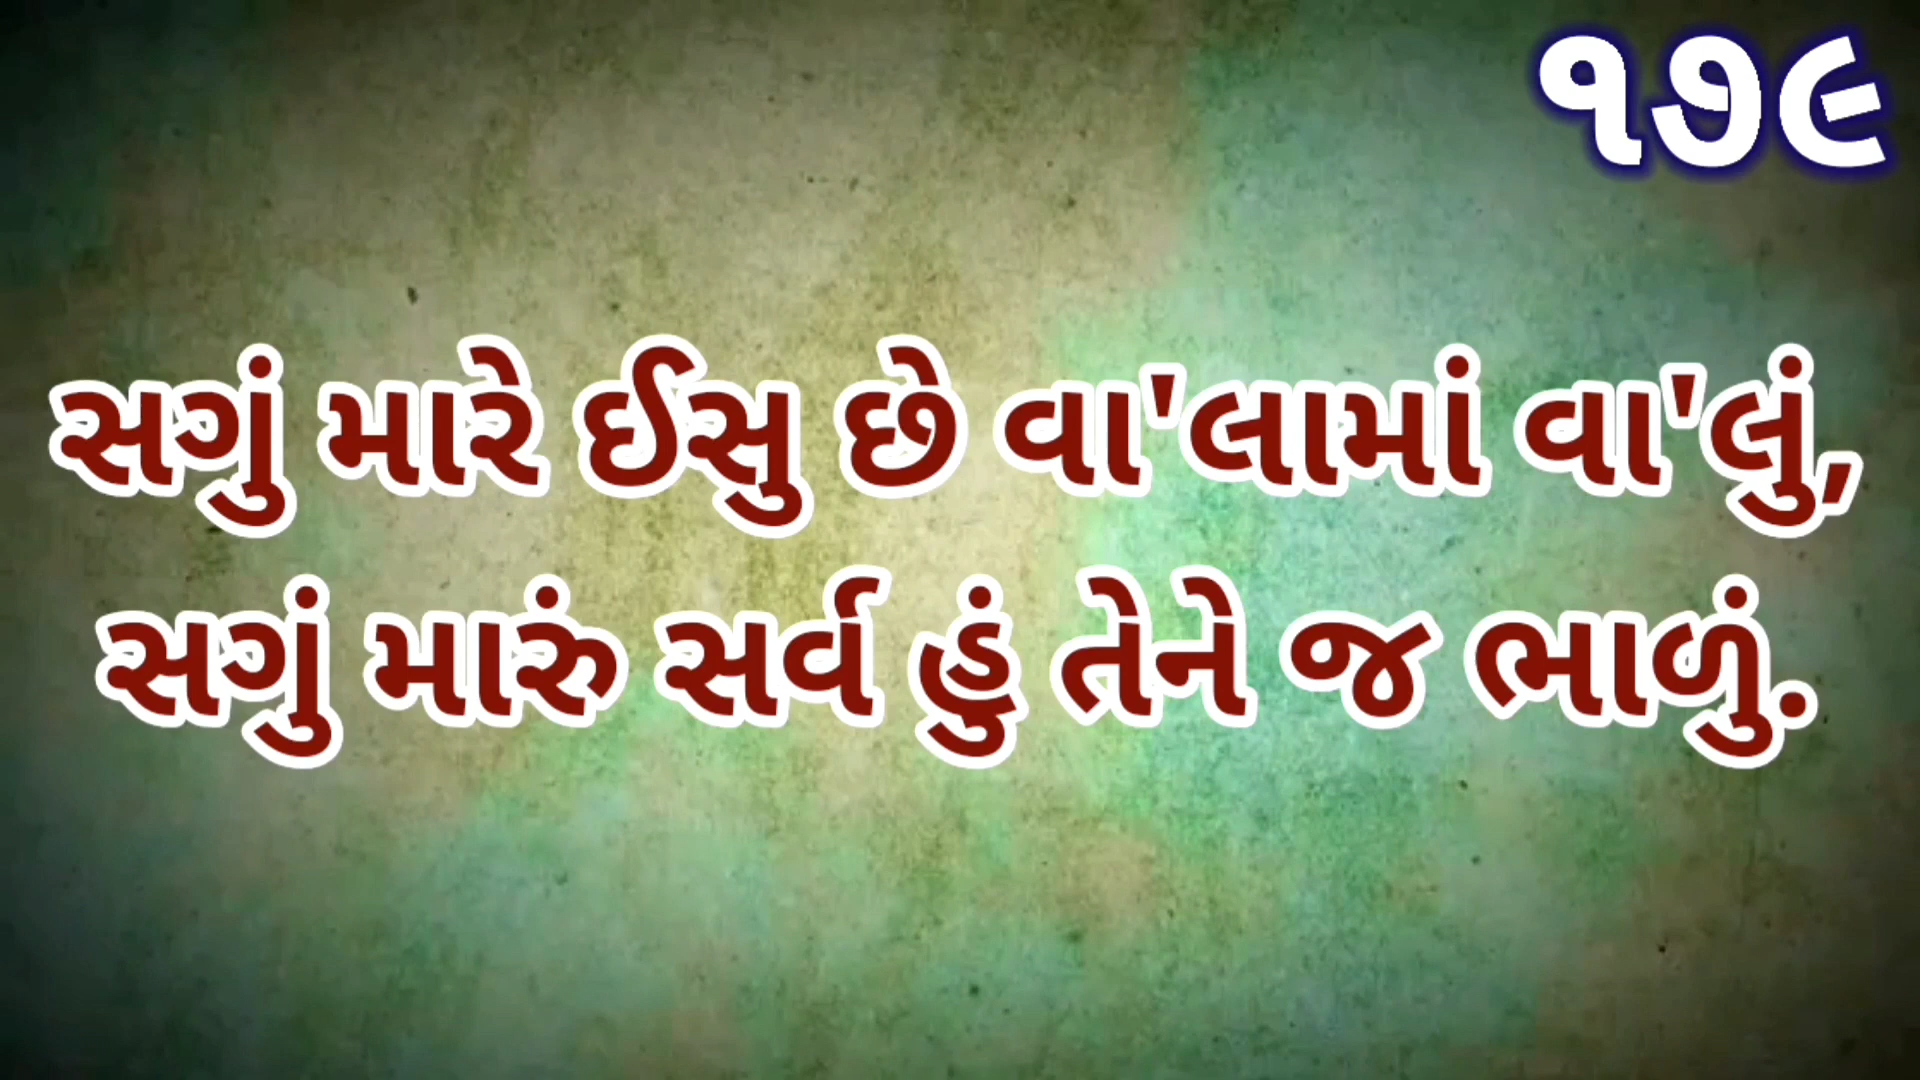 ૧૭૯
સગું મારે ઈસુ છે વા'લામાં વા'લું,
સગું મારું સર્વ હું તેને જ ભાળું.